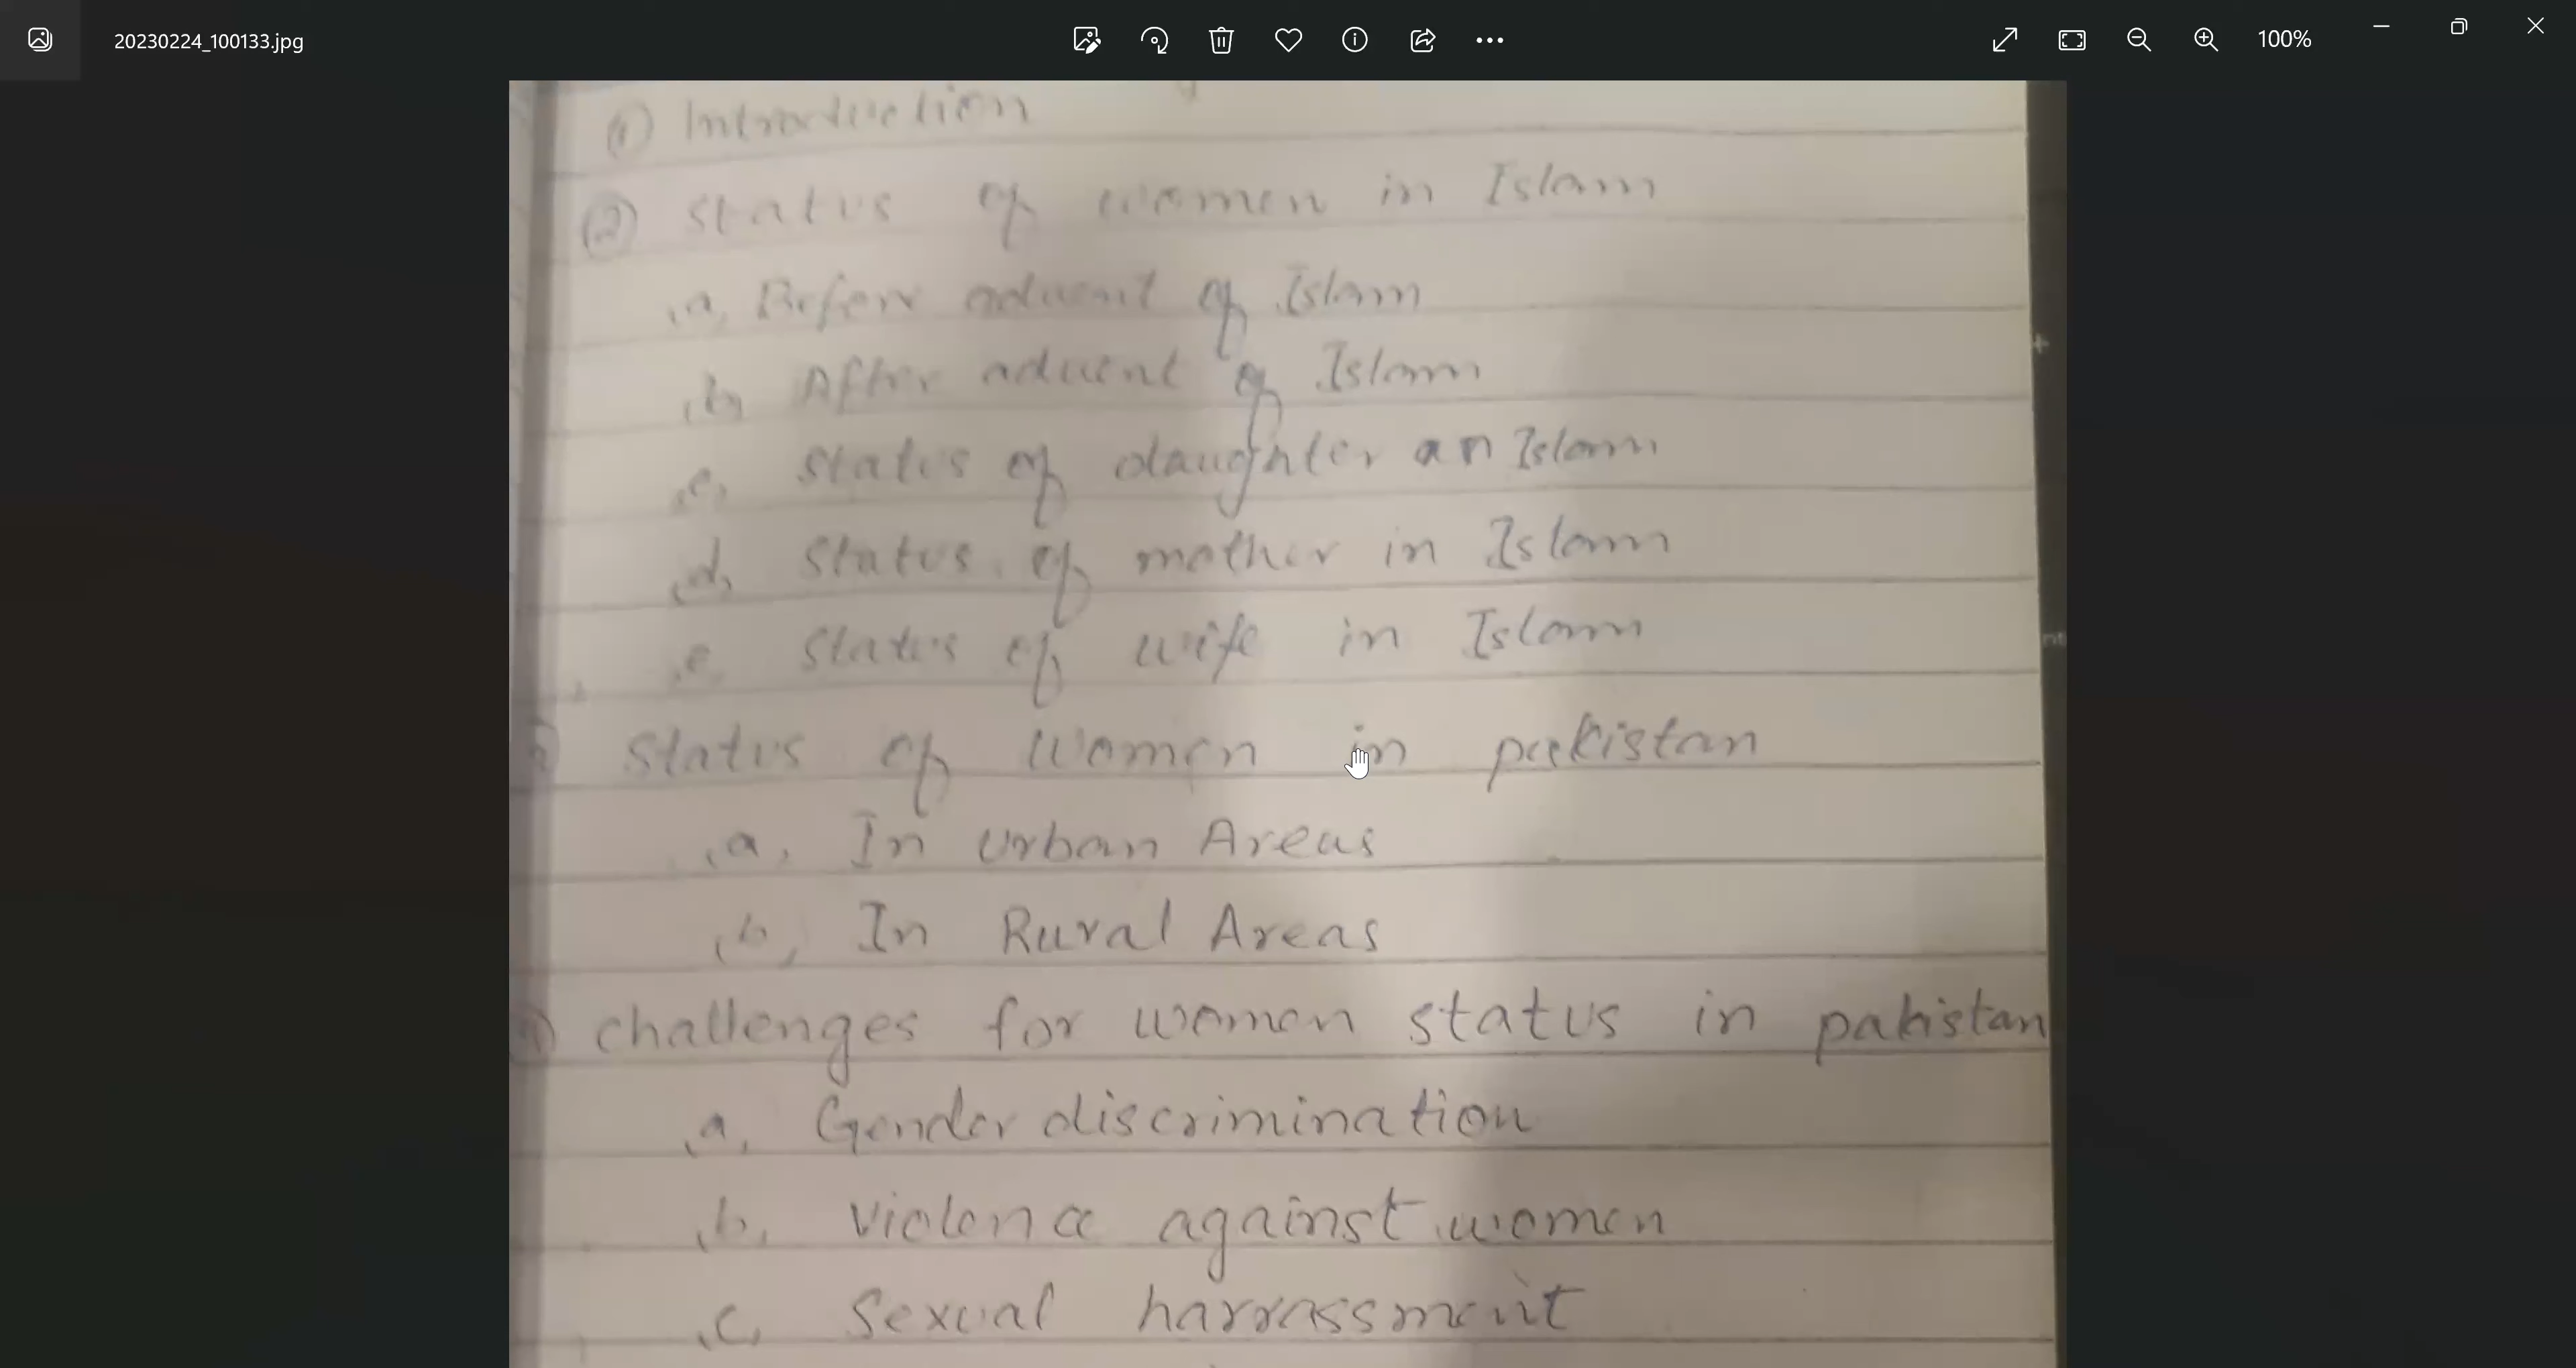 20230224_100133.jpg
100%
(1) Introduction
(2) Status of women in Islam
(a) Before advent of Islam
(b) After advent of Islam
(c) Status of daughter an Islam
(d) Status of mother in Islam
(e) Status of wife in Islam
Status of women in pakistan
(a) In urban Areas
(b) In Rural Areas
challenges for women status in pakistan
(a) Gender discrimination
(b) violence against women
(c) Sexual harrassment